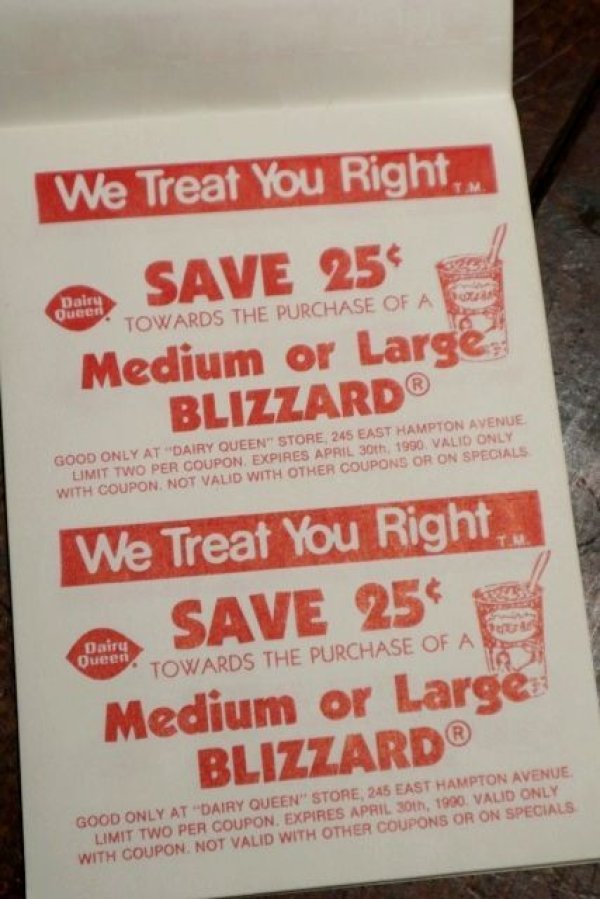 We Treat You Right T.M.
SAVE 25¢
Dairy
Queen
TOWARDS THE PURCHASE OF A
Medium or Large
BLIZZARD®
GOOD ONLY AT "DAIRY QUEEN" STORE, 245 EAST HAMPTON AVENUE.
LIMIT TWO PER COUPON. EXPIRES APRIL 30th, 1990. VALID ONLY
WITH COUPON. NOT VALID WITH OTHER COUPONS OR ON SPECIALS.
We Treat You Right T.M.
SAVE 25¢
Dairy
Queen
TOWARDS THE PURCHASE OF A
Medium or Large
BLIZZARD®
GOOD ONLY AT "DAIRY QUEEN" STORE, 245 EAST HAMPTON AVENUE.
LIMIT TWO PER COUPON. EXPIRES APRIL 30th, 1990. VALID ONLY
WITH COUPON. NOT VALID WITH OTHER COUPONS OR ON SPECIALS.